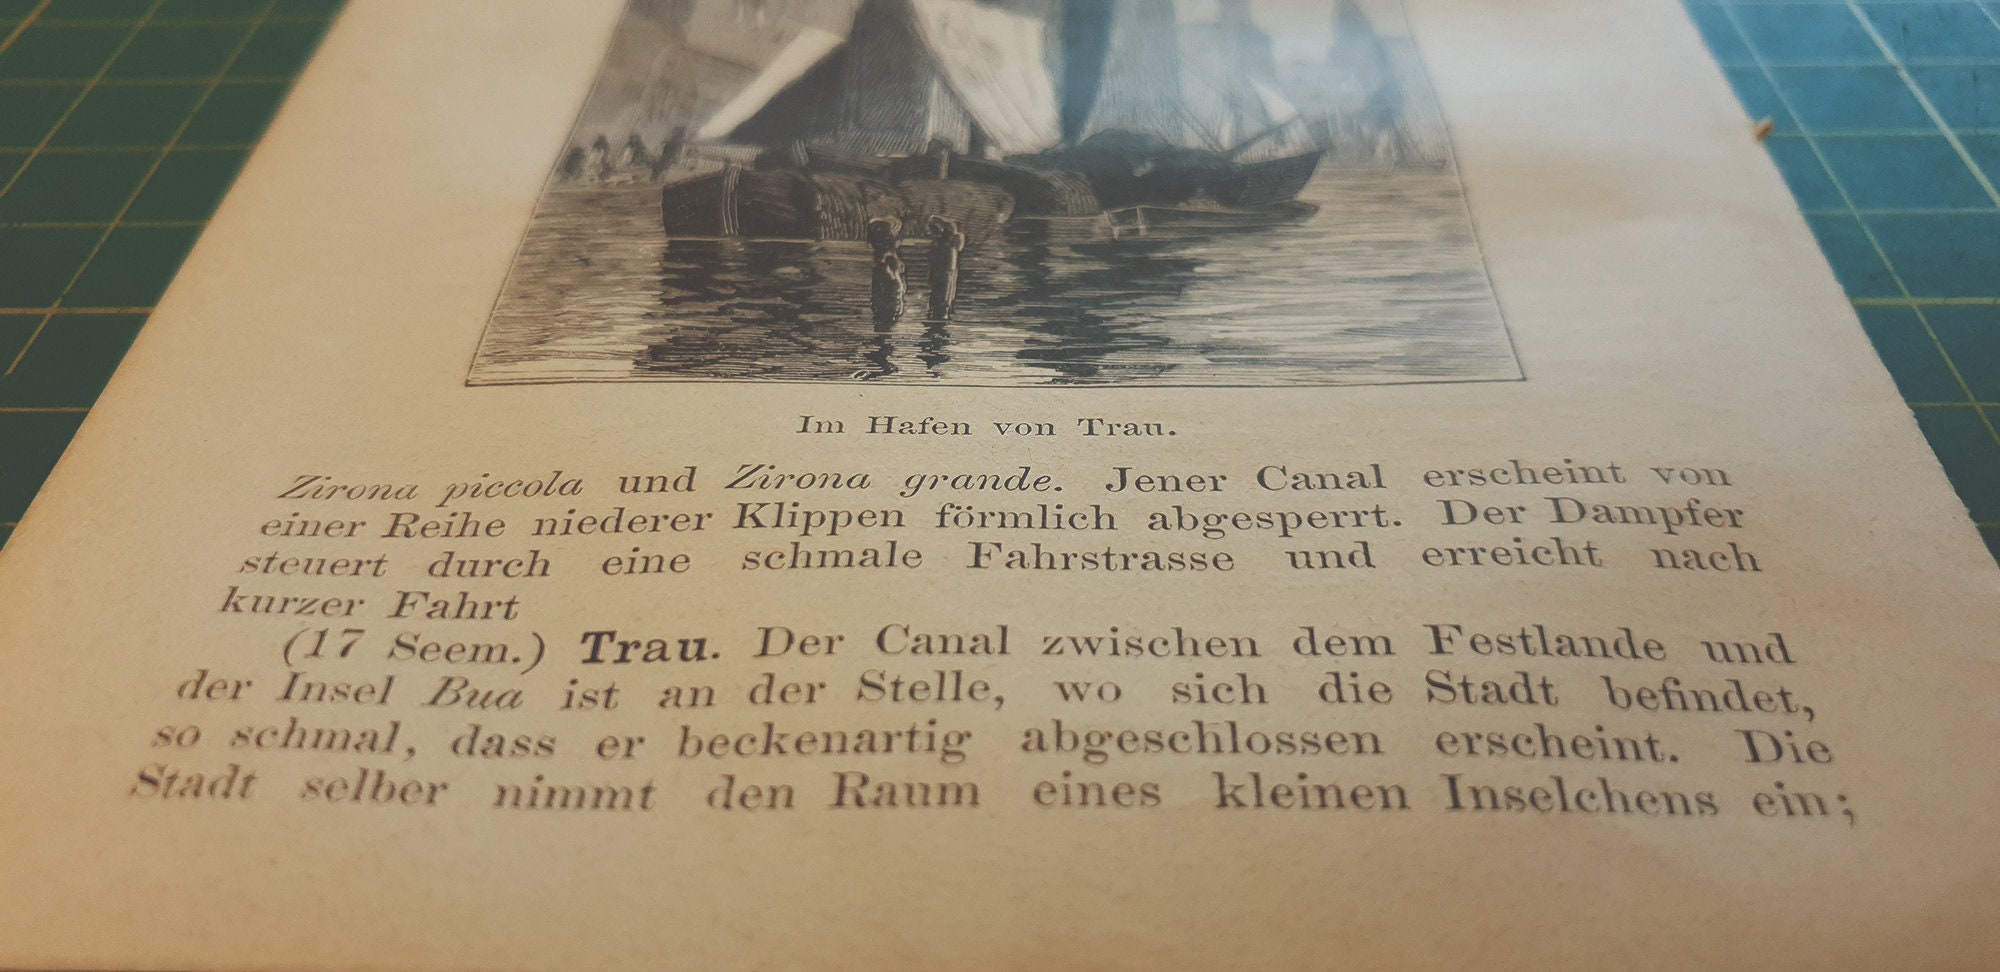 Im Hafen von Trau.
Zirona piccola und Zirona grande. Jener Canal erscheint von
einer Reihe niederer Klippen förmlich abgesperrt. Der Dampfer
steuert durch eine schmale Fahrstrasse und erreicht nach
kurzer Fahrt
(17 Seem.) Trau. Der Canal zwischen dem Festlande und
der Insel Bua ist an der Stelle, wo sich die Stadt befindet,
so schmal, dass er beckenartig abgeschlossen erscheint. Die
Stadt selber nimmt den Raum eines kleinen Inselchens ein;